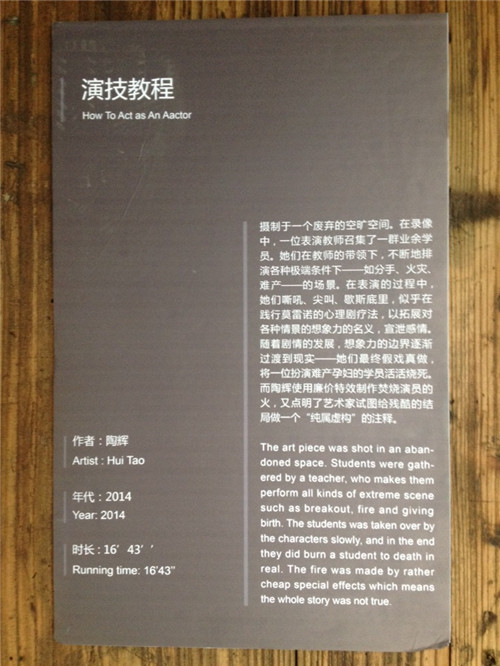 演技教程
How To Act as An Aactor
摄制于一个废弃的空旷空间。在录像
中，一位表演教师召集了一群业余学
员。她们在教师的带领下，不断地排
演各种极端条件下——如分手、火灾、
难产——的场景。在表演的过程中，
她们嘶吼、尖叫、歇斯底里，似乎在
践行莫雷诺的心理剧疗法，以拓展对
各种情景的想象力的名义，宣泄感情。
随着剧情的发展，想象力的边界逐渐
过渡到现实——她们最终假戏真做，
将一位扮演难产孕妇的学员活活烧死。
而陶辉使用廉价特效制作焚烧演员的
火，又点明了艺术家试图给残酷的结
局做一个“纯属虚构”的注释。
作者：陶辉
Artist : Hui Tao
年代：2014
Year: 2014
时长：16′43′′
Running time: 16'43"
The art piece was shot in an aban-
doned space. Students were gath-
ered by a teacher, who makes them
perform all kinds of extreme scene
such as breakout, fire and giving
birth. The students was taken over by
the characters slowly, and in the end
they did burn a student to death in
real. The fire was made by rather
cheap special effects which means
the whole story was not true.